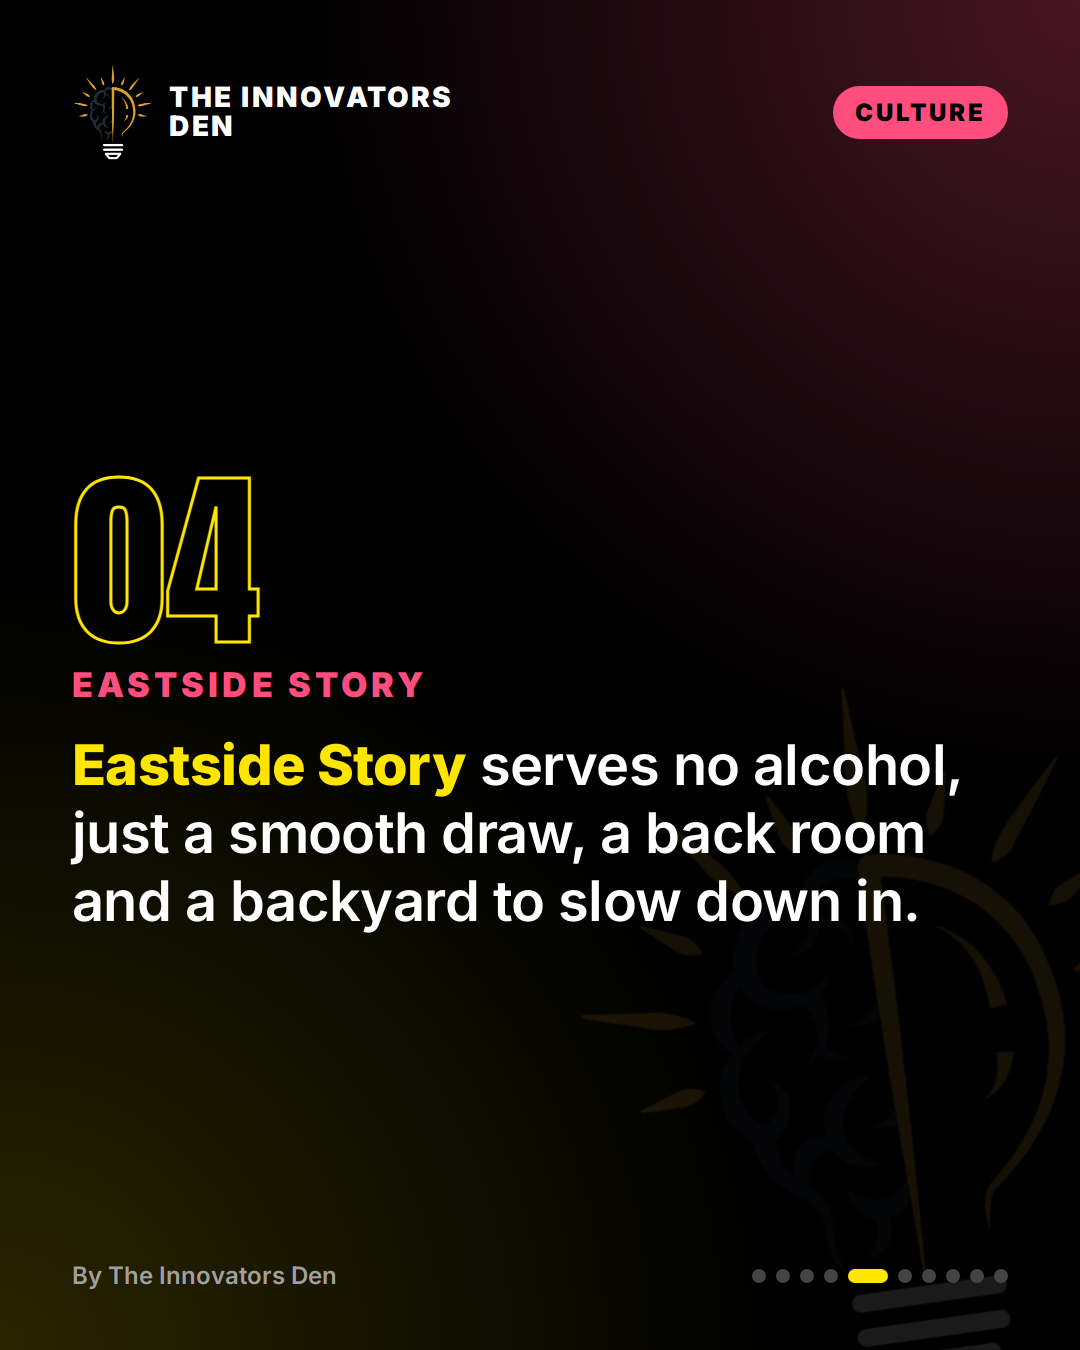 THE INNOVATORS
DEN
CULTURE
04
EASTSIDE STORY
Eastside Story serves no alcohol,
just a smooth draw, a back room
and a backyard to slow down in.
By The Innovators Den